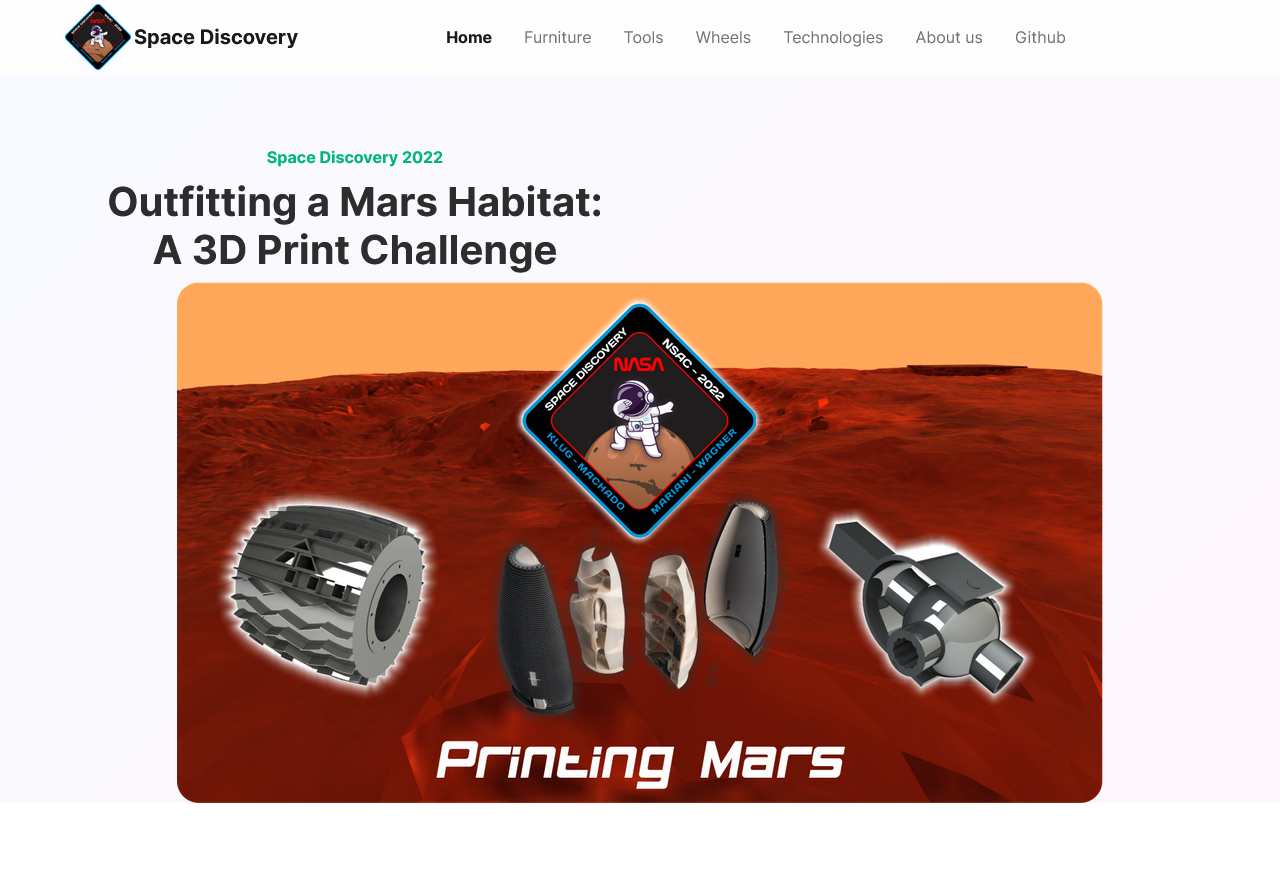 Space Discovery
Home
Furniture
Tools
Wheels
Technologies
About us
Github
Space Discovery 2022
Outfitting a Mars Habitat:
A 3D Print Challenge
SPACE DISCOVERY
NSAC - 2022
NASA
KLUG - MACHADO
MARIANI - WAGNER
Printing Mars